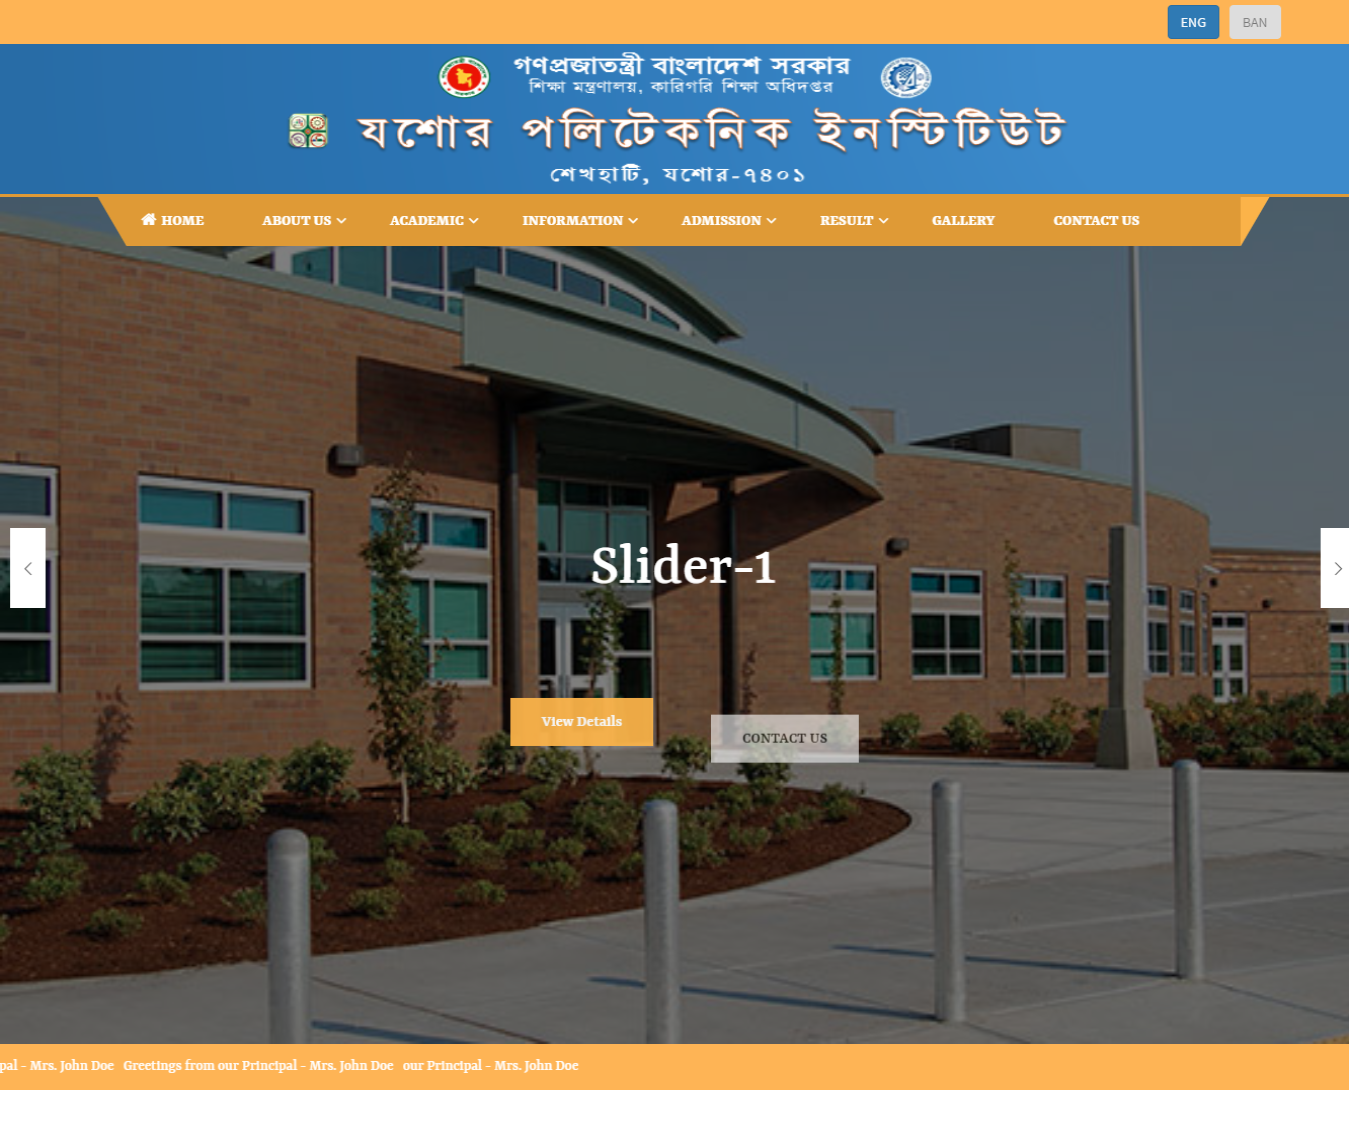 ENG BAN
গণপ্রজাতন্ত্রী বাংলাদেশ সরকার
শিক্ষা মন্ত্রণালয়, কারিগরি শিক্ষা অধিদপ্তর
যশোর পলিটেকনিক ইনস্টিটিউট
শেখহাটি, যশোর-৭৪০১
HOME ABOUT US ACADEMIC INFORMATION ADMISSION RESULT GALLERY CONTACT US
Slider-1
View Details
CONTACT US
pal - Mrs. John Doe Greetings from our Principal - Mrs. John Doe our Principal - Mrs. John Doe